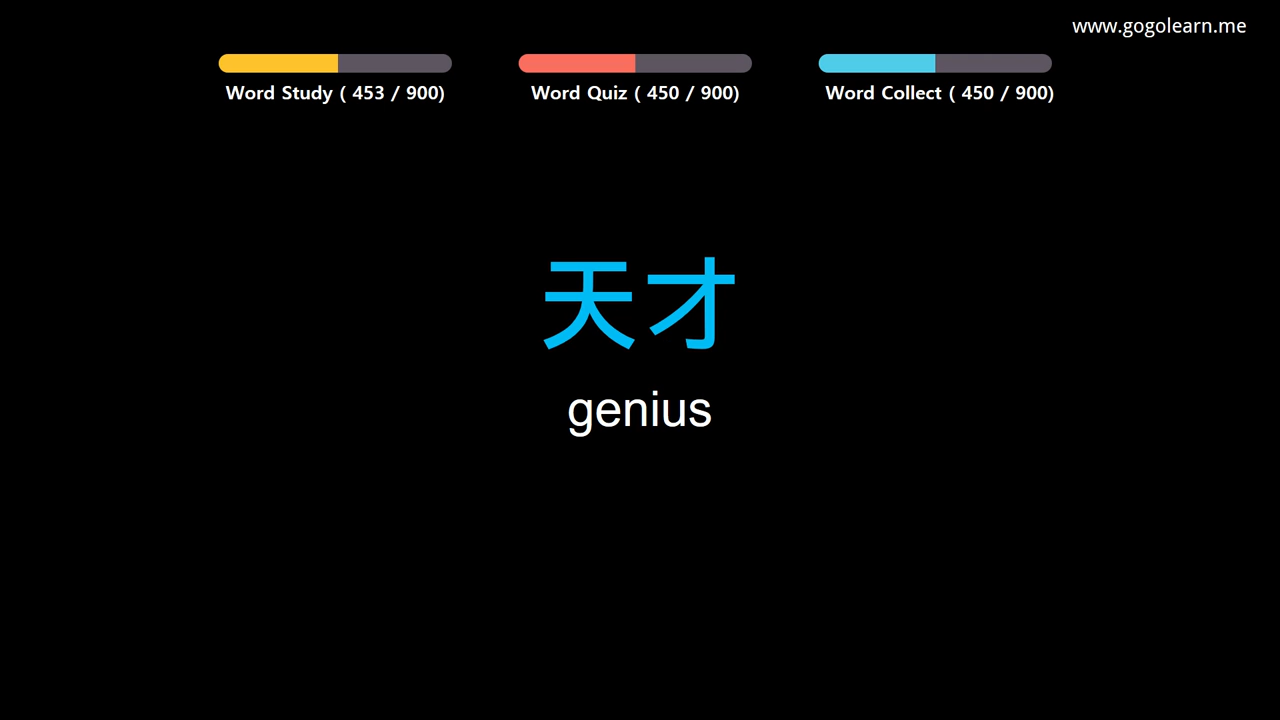 www.gogolearn.me
Word Study ( 453 / 900)
Word Quiz ( 450 / 900)
Word Collect ( 450 / 900)
天才
genius